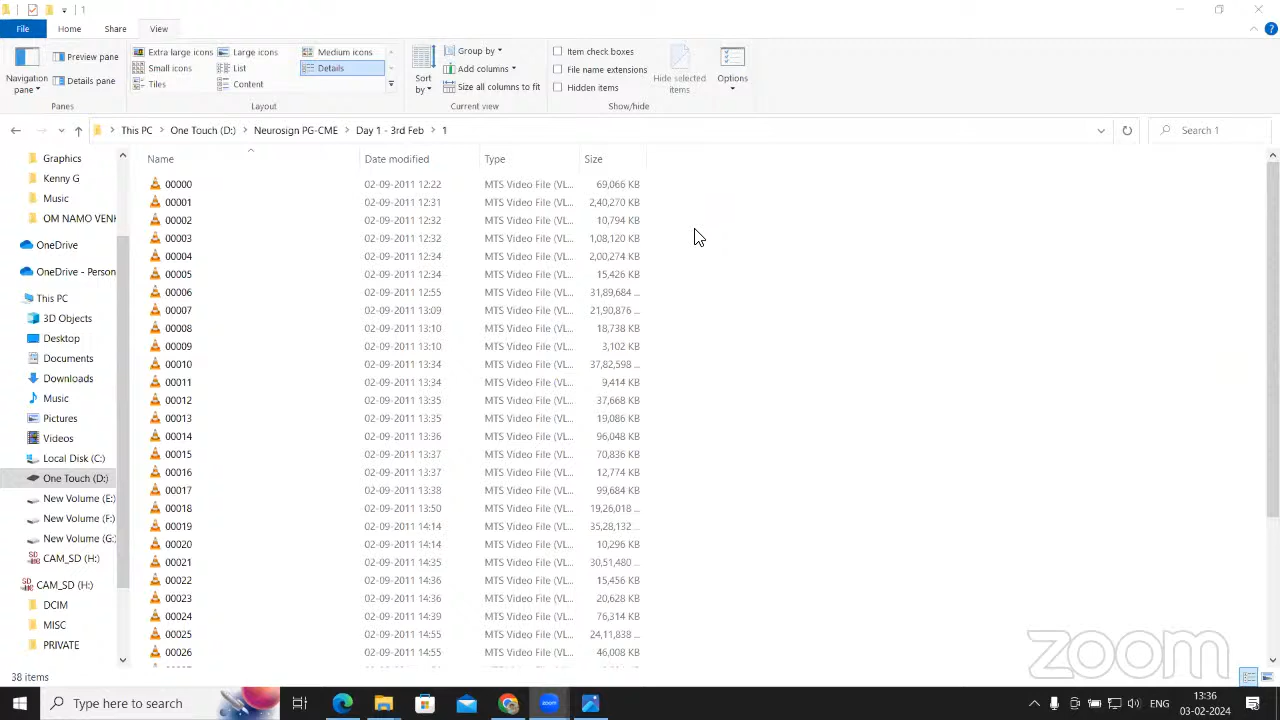 1
File Home Share View
Navigation pane
Preview pane
Details pane
Panes
Extra large icons Large icons Medium icons
Small icons List Details
Tiles Content
Layout
Sort by
Group by
Add columns
Size all columns to fit
Current view
Item check boxes
File name extensions
Hidden items
Hide selected items
Show/hide
Options
This PC One Touch (D:) Neurosign PG-CME Day 1 - 3rd Feb 1
Search 1
Graphics
Kenny G
Music
OM NAMO VENK
OneDrive
OneDrive - Person
This PC
3D Objects
Desktop
Documents
Downloads
Music
Pictures
Videos
Local Disk (C:)
One Touch (D:)
New Volume (E:)
New Volume (F:)
New Volume (G:
CAM_SD (H:)
CAM_SD (H:)
DCIM
MISC
PRIVATE
Name Date modified Type Size
00000 02-09-2011 12:22 MTS Video File (VL... 69,066 KB
00001 02-09-2011 12:31 MTS Video File (VL... 2,40,270 KB
00002 02-09-2011 12:32 MTS Video File (VL... 10,794 KB
00003 02-09-2011 12:32 MTS Video File (VL... 1,08,120 KB
00004 02-09-2011 12:34 MTS Video File (VL... 2,00,274 KB
00005 02-09-2011 12:34 MTS Video File (VL... 15,426 KB
00006 02-09-2011 12:55 MTS Video File (VL... 31,89,684 ...
00007 02-09-2011 13:09 MTS Video File (VL... 21,90,876 ...
00008 02-09-2011 13:10 MTS Video File (VL... 18,738 KB
00009 02-09-2011 13:10 MTS Video File (VL... 3,102 KB
00010 02-09-2011 13:34 MTS Video File (VL... 37,82,598 ...
00011 02-09-2011 13:34 MTS Video File (VL... 9,414 KB
00012 02-09-2011 13:35 MTS Video File (VL... 37,668 KB
00013 02-09-2011 13:35 MTS Video File (VL... 19,086 KB
00014 02-09-2011 13:36 MTS Video File (VL... 96,048 KB
00015 02-09-2011 13:37 MTS Video File (VL... 70,836 KB
00016 02-09-2011 13:37 MTS Video File (VL... 12,774 KB
00017 02-09-2011 13:38 MTS Video File (VL... 99,684 KB
00018 02-09-2011 13:50 MTS Video File (VL... 19,26,018 ...
00019 02-09-2011 14:14 MTS Video File (VL... 35,28,132 ...
00020 02-09-2011 14:14 MTS Video File (VL... 10,296 KB
00021 02-09-2011 14:35 MTS Video File (VL... 30,51,480 ...
00022 02-09-2011 14:36 MTS Video File (VL... 15,456 KB
00023 02-09-2011 14:36 MTS Video File (VL... 20,628 KB
00024 02-09-2011 14:39 MTS Video File (VL... 76,314 KB
00025 02-09-2011 14:55 MTS Video File (VL... 24,11,838 ...
00026 02-09-2011 14:55 MTS Video File (VL... 46,008 KB
zoom
38 items
Type here to search
zoom
ENG
13:36
03-02-2024